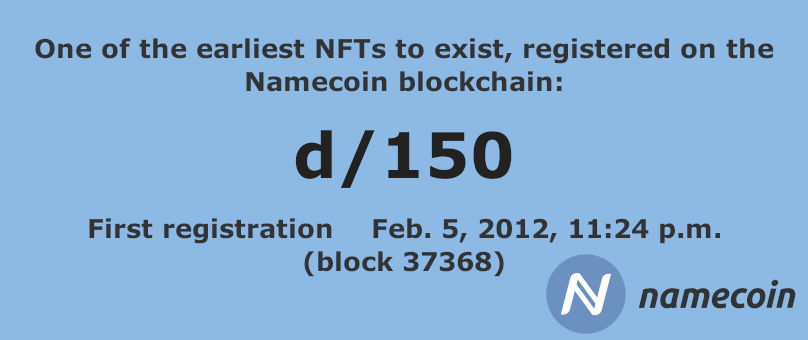 One of the earliest NFTs to exist, registered on the
Namecoin blockchain:
d/150
First registration Feb. 5, 2012, 11:24 p.m.
(block 37368)
N namecoin